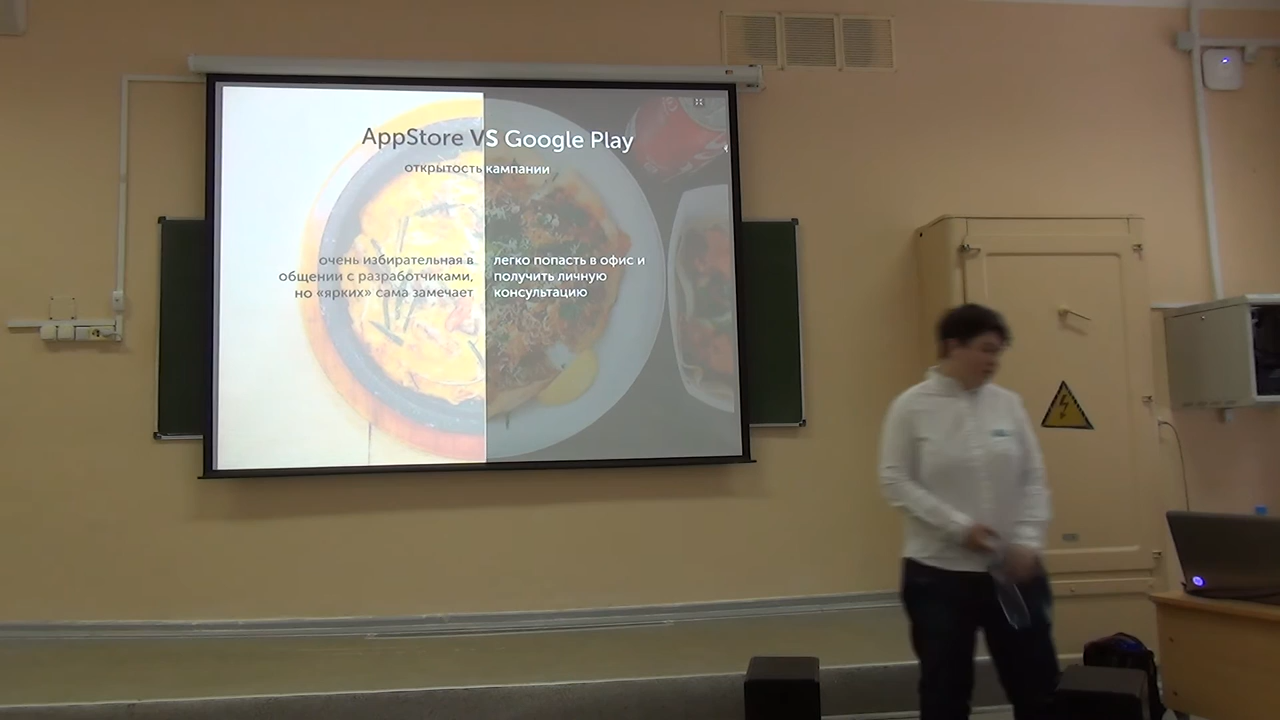 AppStore VS Google Play
открытость кампании
очень избирательная в
общении с разработчиками,
но «ярких» сама замечает
легко попасть в офис и
получить личную
консультацию